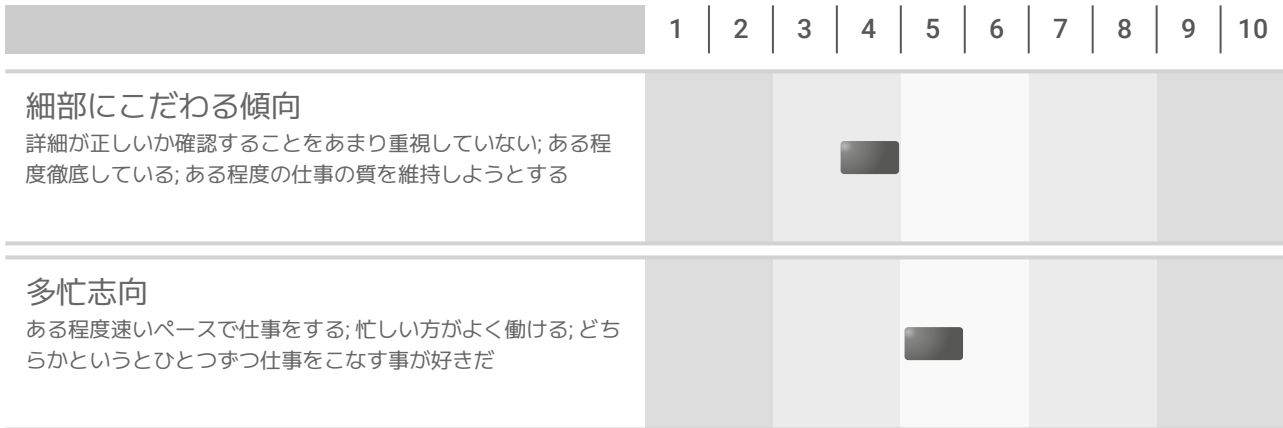 1 2 3 4 5 6 7 8 9 10
細部にこだわる傾向
詳細が正しいか確認することをあまり重視していない; ある程
度徹底している; ある程度の仕事の質を維持しようとする
多忙志向
ある程度速いペースで仕事をする; 忙しい方がよく働ける; どち
らかというとひとつずつ仕事をこなす事が好きだ